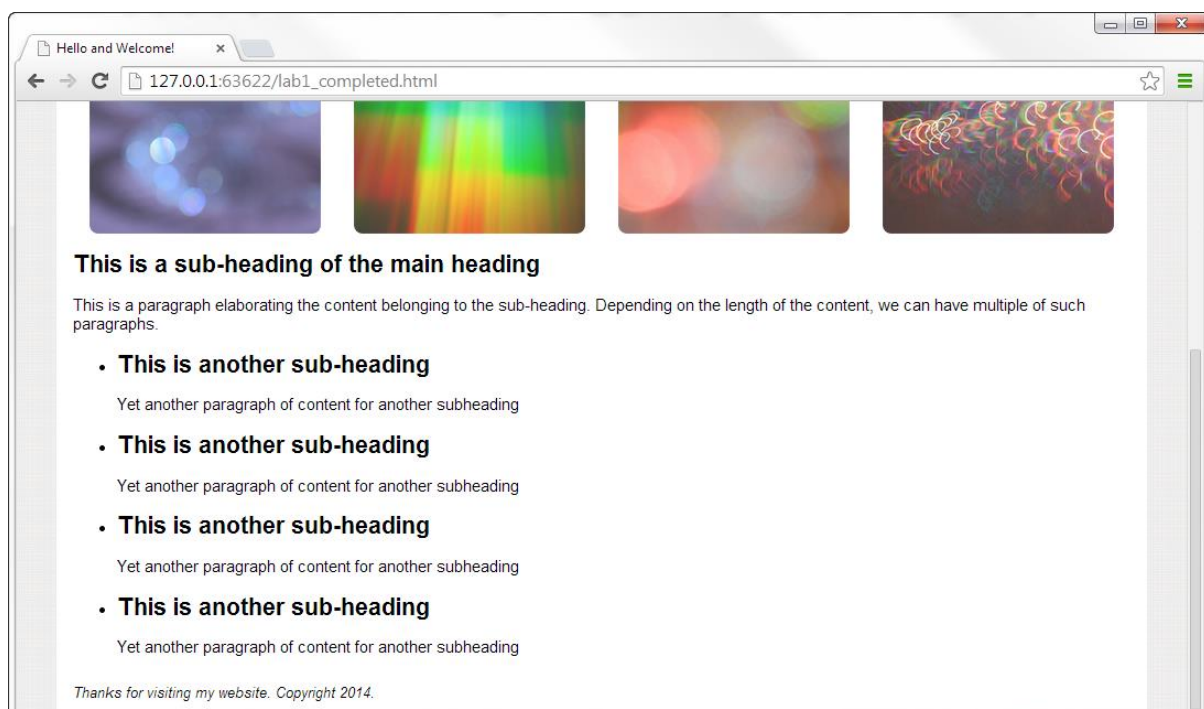 Hello and Welcome!
127.0.0.1:63622/lab1_completed.html
This is a sub-heading of the main heading
This is a paragraph elaborating the content belonging to the sub-heading. Depending on the length of the content, we can have multiple of such
paragraphs.
This is another sub-heading
Yet another paragraph of content for another subheading
This is another sub-heading
Yet another paragraph of content for another subheading
This is another sub-heading
Yet another paragraph of content for another subheading
This is another sub-heading
Yet another paragraph of content for another subheading
Thanks for visiting my website. Copyright 2014.